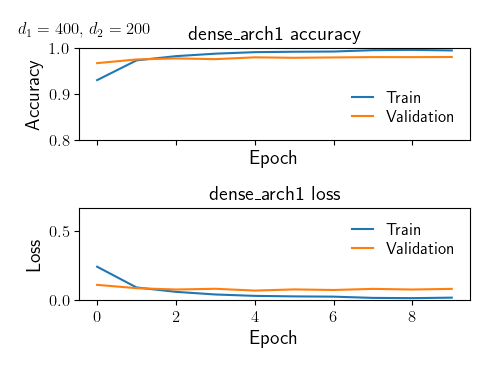 d₁ = 400, d₂ = 200
dense_arch1 accuracy
1.0
0.9
0.8
Accuracy
Train
Validation
Epoch
dense_arch1 loss
0.5
0.0
Loss
Train
Validation
0 2 4 6 8
Epoch